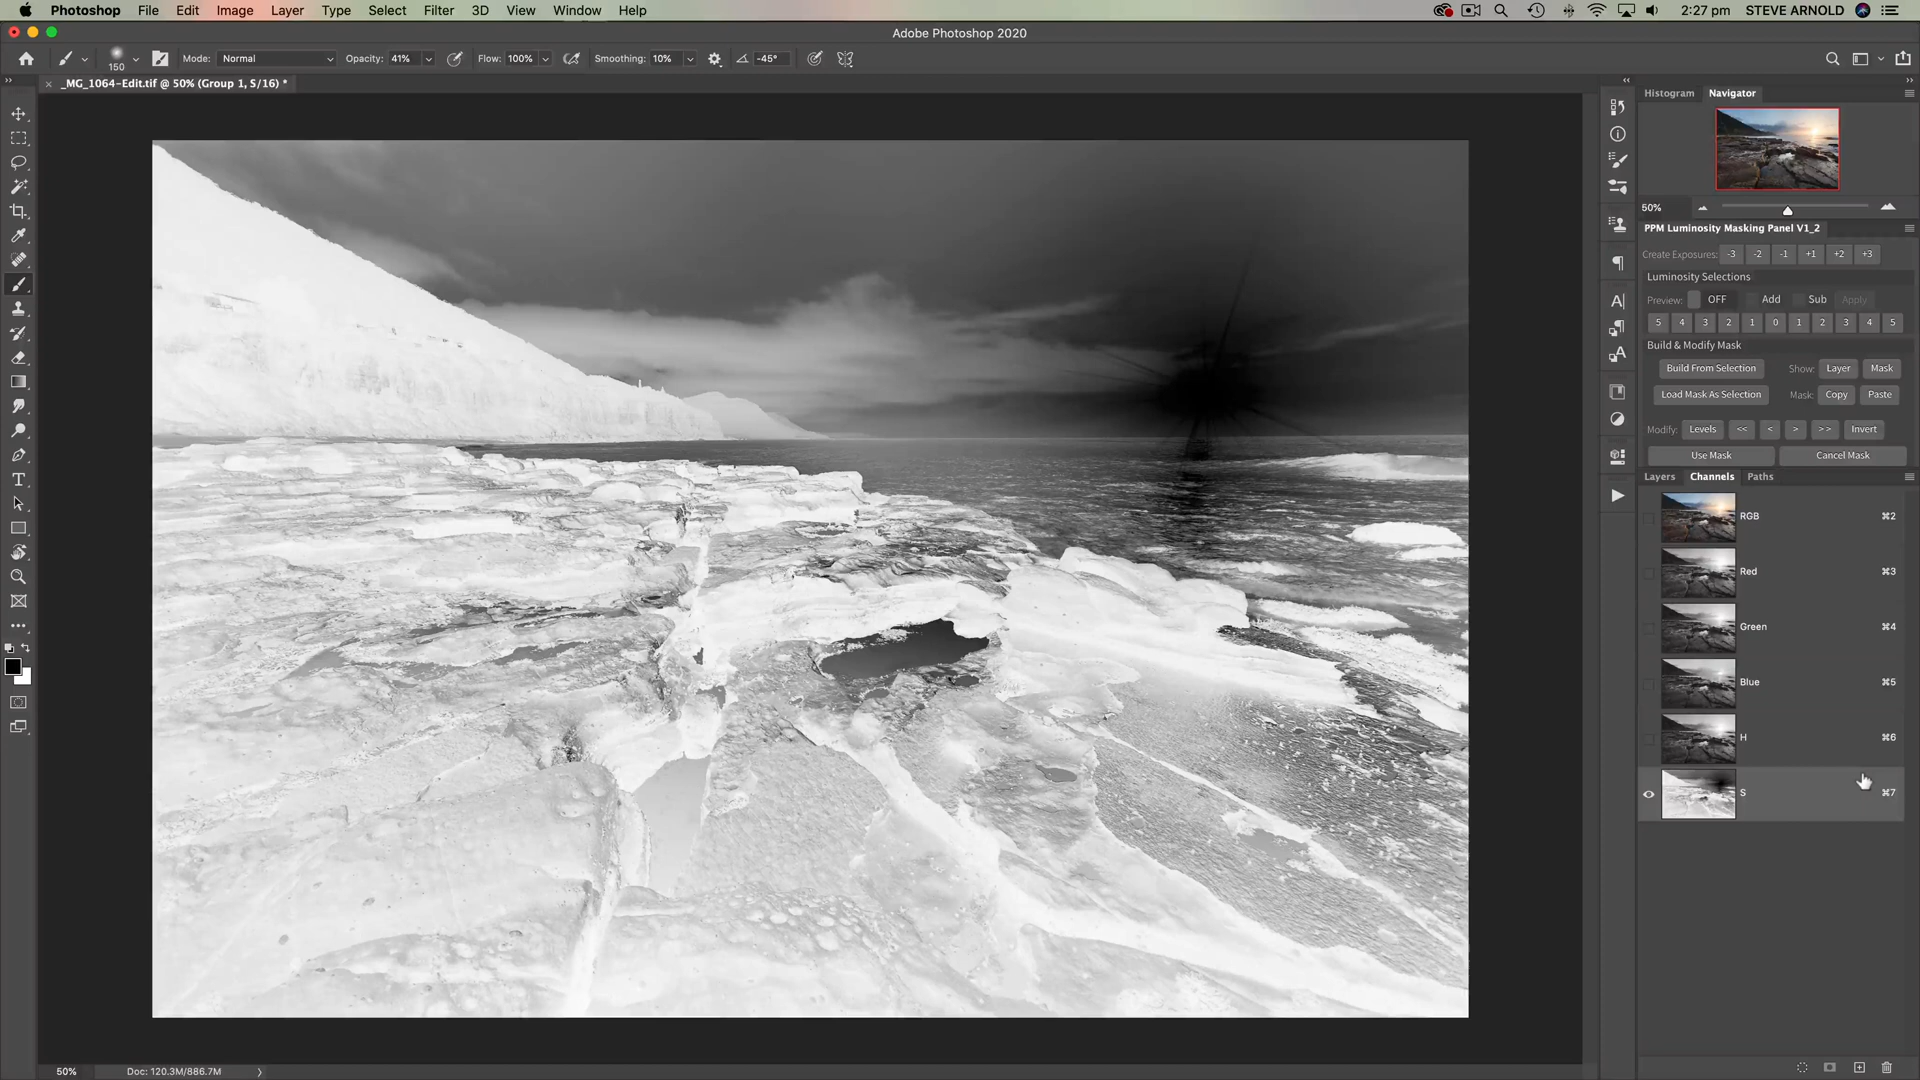 Photoshop File Edit Image Layer Type Select Filter 3D View Window Help 2:27 pm STEVE ARNOLD
Adobe Photoshop 2020
150 Mode: Normal Opacity: 41% Flow: 100% Smoothing: 10% -45°
_MG_1064-Edit.tif @ 50% (Group 1, S/16) *
Histogram Navigator
50%
PPM Luminosity Masking Panel V1_2
Create Exposures: -3 -2 -1 +1 +2 +3
Luminosity Selections
Preview: OFF Add Sub Apply
5 4 3 2 1 0 1 2 3 4 5
Build & Modify Mask
Build From Selection Show: Layer Mask
Load Mask As Selection Mask: Copy Paste
Modify: Levels << < > >> Invert
Use Mask Cancel Mask
Layers Channels Paths
RGB ⌘2
Red ⌘3
Green ⌘4
Blue ⌘5
H ⌘6
S ⌘7
50% Doc: 120.3M/886.7M